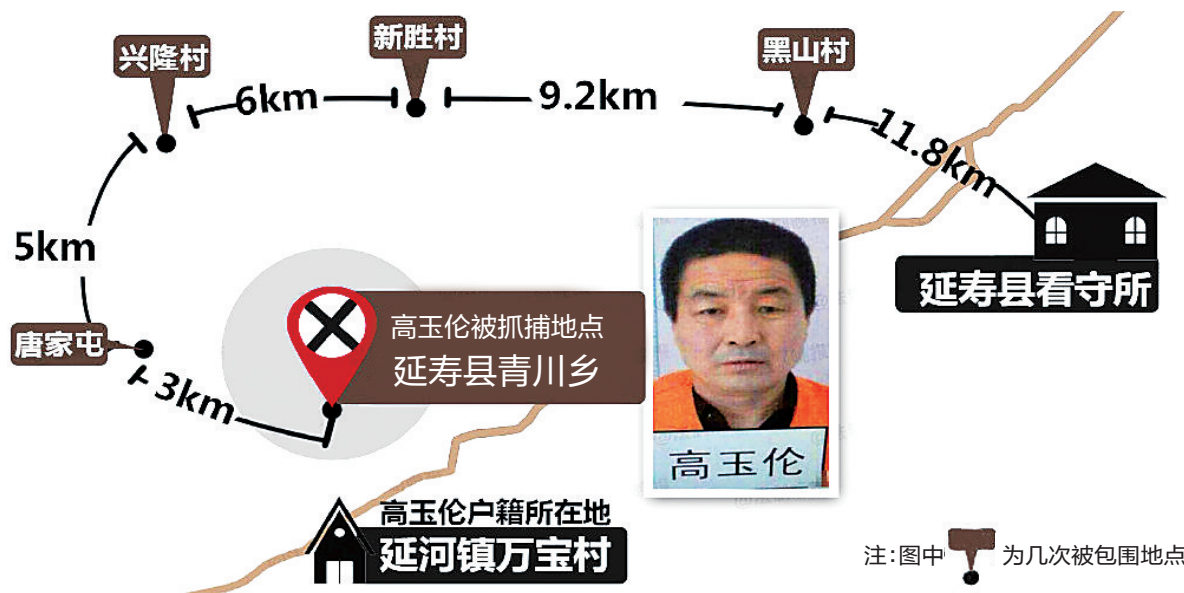 新胜村
兴隆村
黑山村
6km
9.2km
11.8km
5km
延寿县看守所
高玉伦被抓捕地点
延寿县青川乡
唐家屯
3km
高玉伦
高玉伦户籍所在地
延河镇万宝村
注:图中 为几次被包围地点